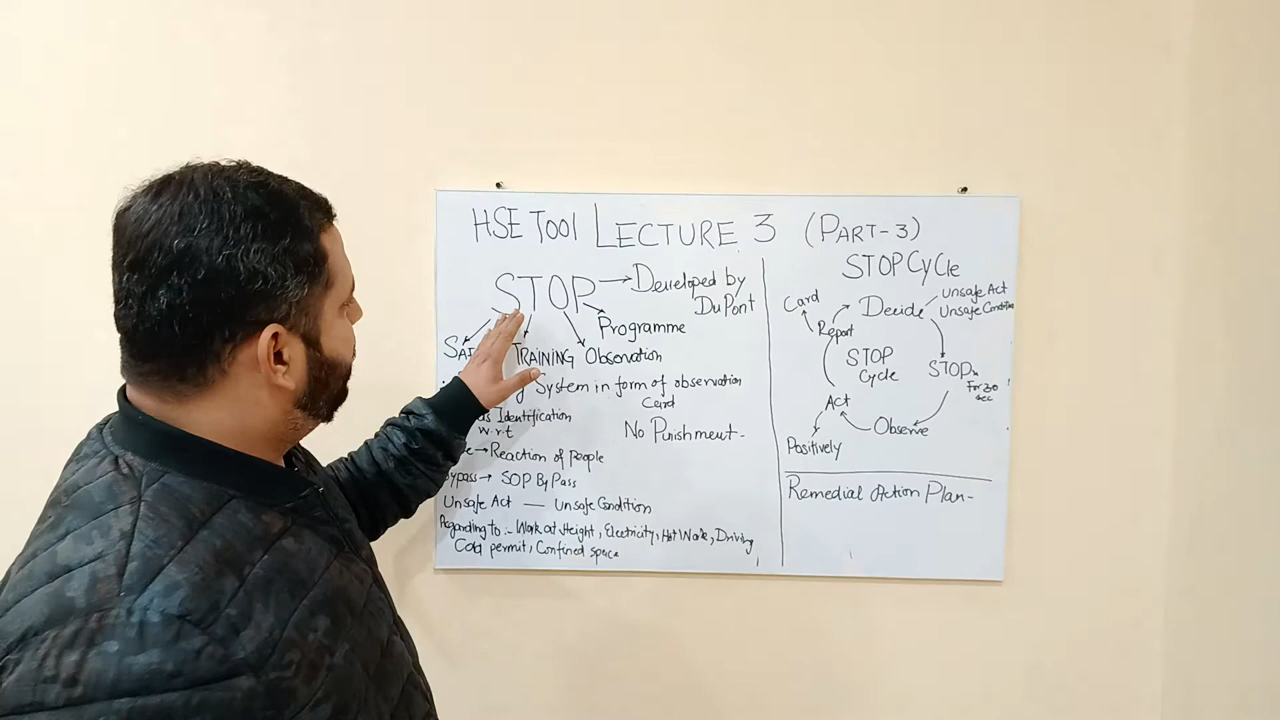 HSE TOOl LECTURE 3 (PART-3)
STOP → Developed by
DuPont
Programme
TRAINING Observation
System in form of observation
Card
Identification
w.r.t
No Punishment-
→ Reaction of people
→ SOP By Pass
Unsafe Act — Unsafe Condition
Regarding to :- Work at Height, Electricity, Hot Work, Driving
Cold permit, Confined space
STOP CyCle
Card
Report
Decide
Unsafe Act
Unsafe Condition
STOP
Cycle
STOP
For 30
sec
Act
Observe
Positively
Remedial Action Plan-